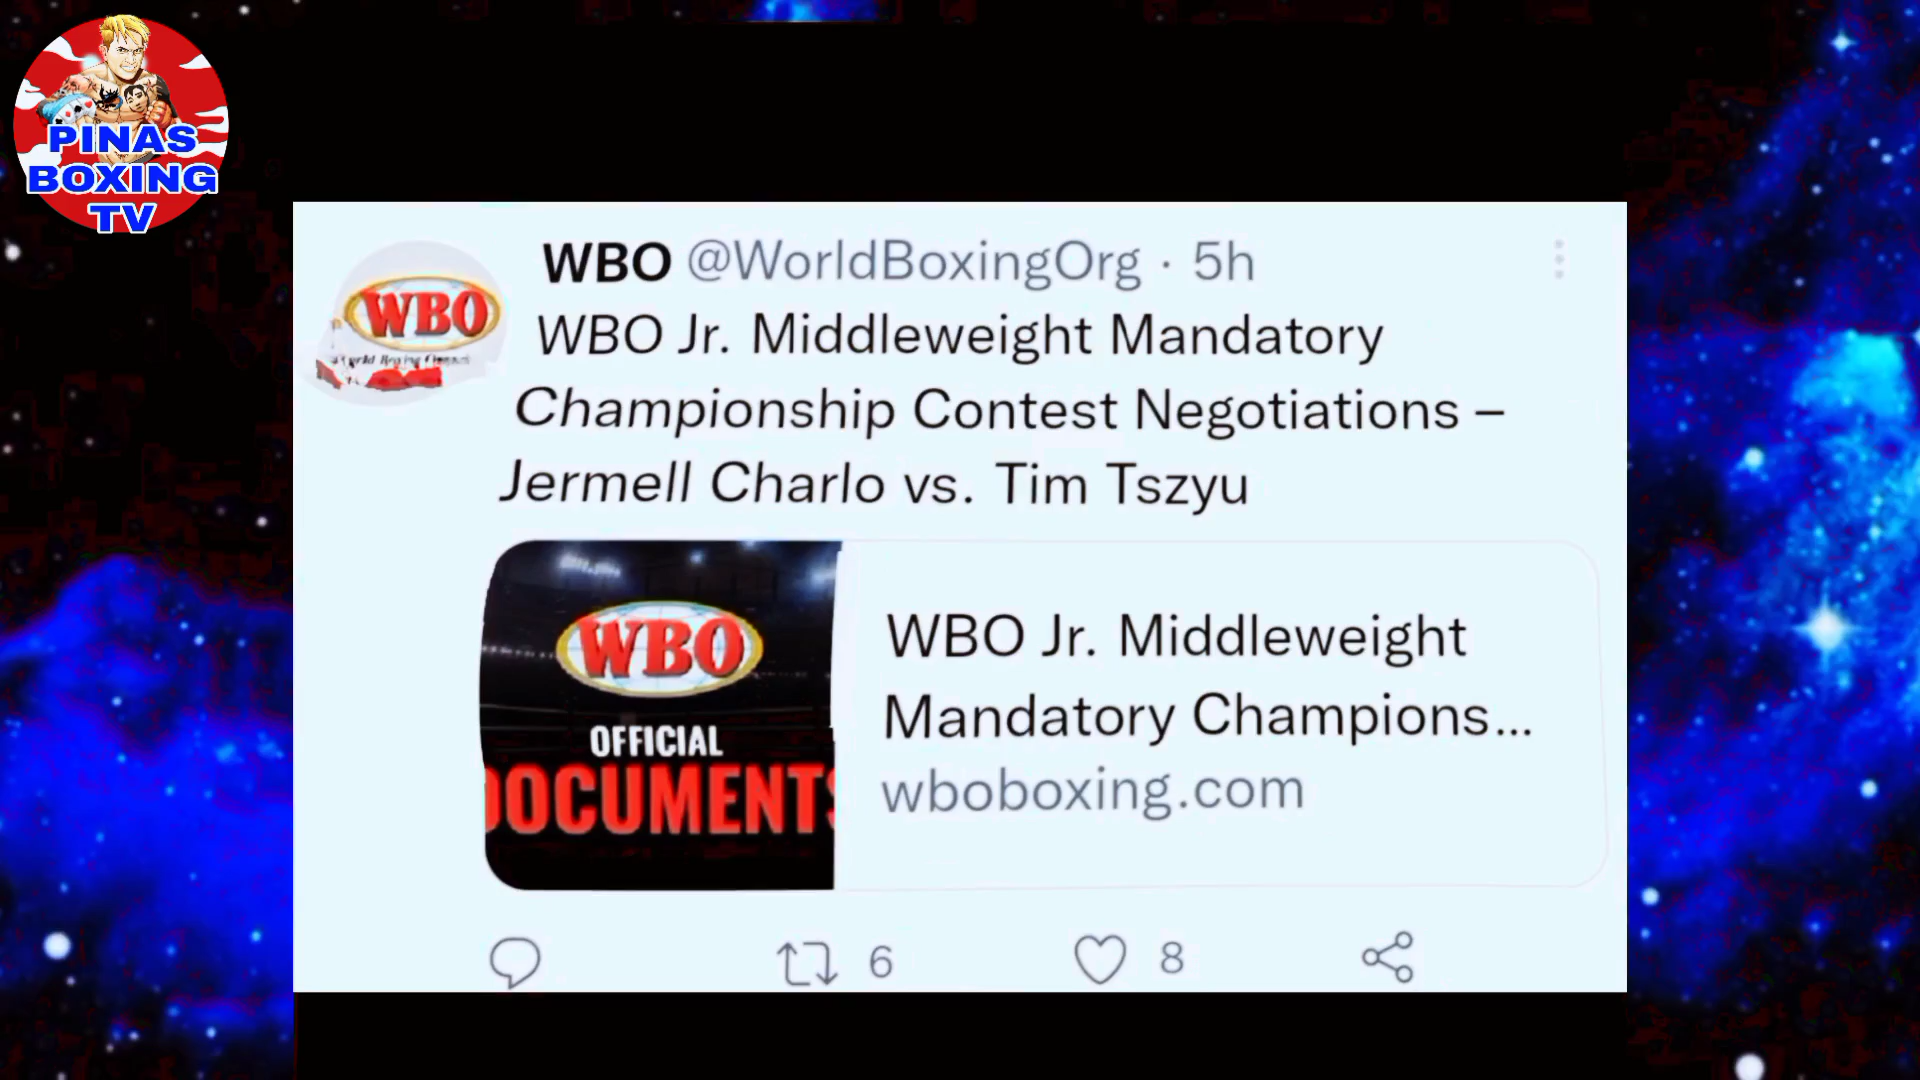 PINAS
BOXING
TV
WBO @WorldBoxingOrg · 5h
WBO
WBO Jr. Middleweight Mandatory
Championship Contest Negotiations –
Jermell Charlo vs. Tim Tszyu
WBO
OFFICIAL
DOCUMENTS
WBO Jr. Middleweight
Mandatory Champions...
wboboxing.com
6
8